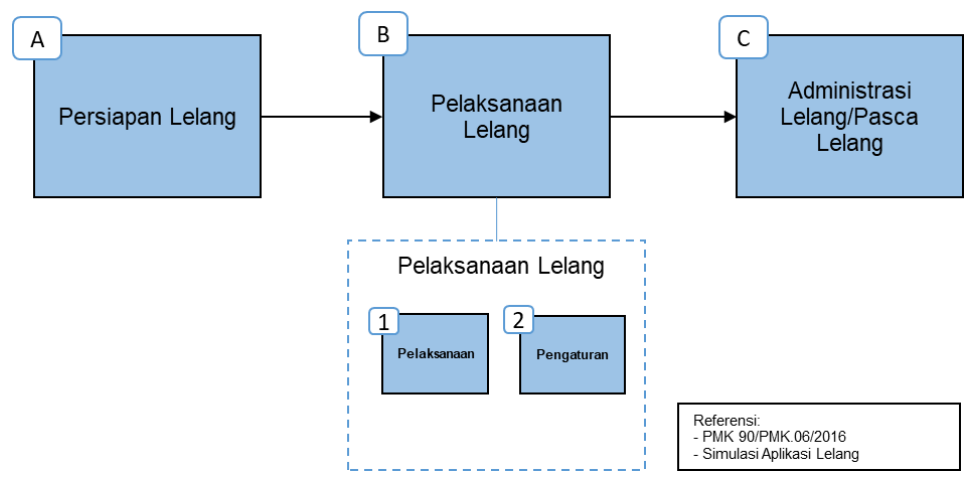 A
Persiapan Lelang
B
Pelaksanaan
Lelang
C
Administrasi
Lelang/Pasca
Lelang
Pelaksanaan Lelang
1
Pelaksanaan
2
Pengaturan
Referensi:
- PMK 90/PMK.06/2016
- Simulasi Aplikasi Lelang